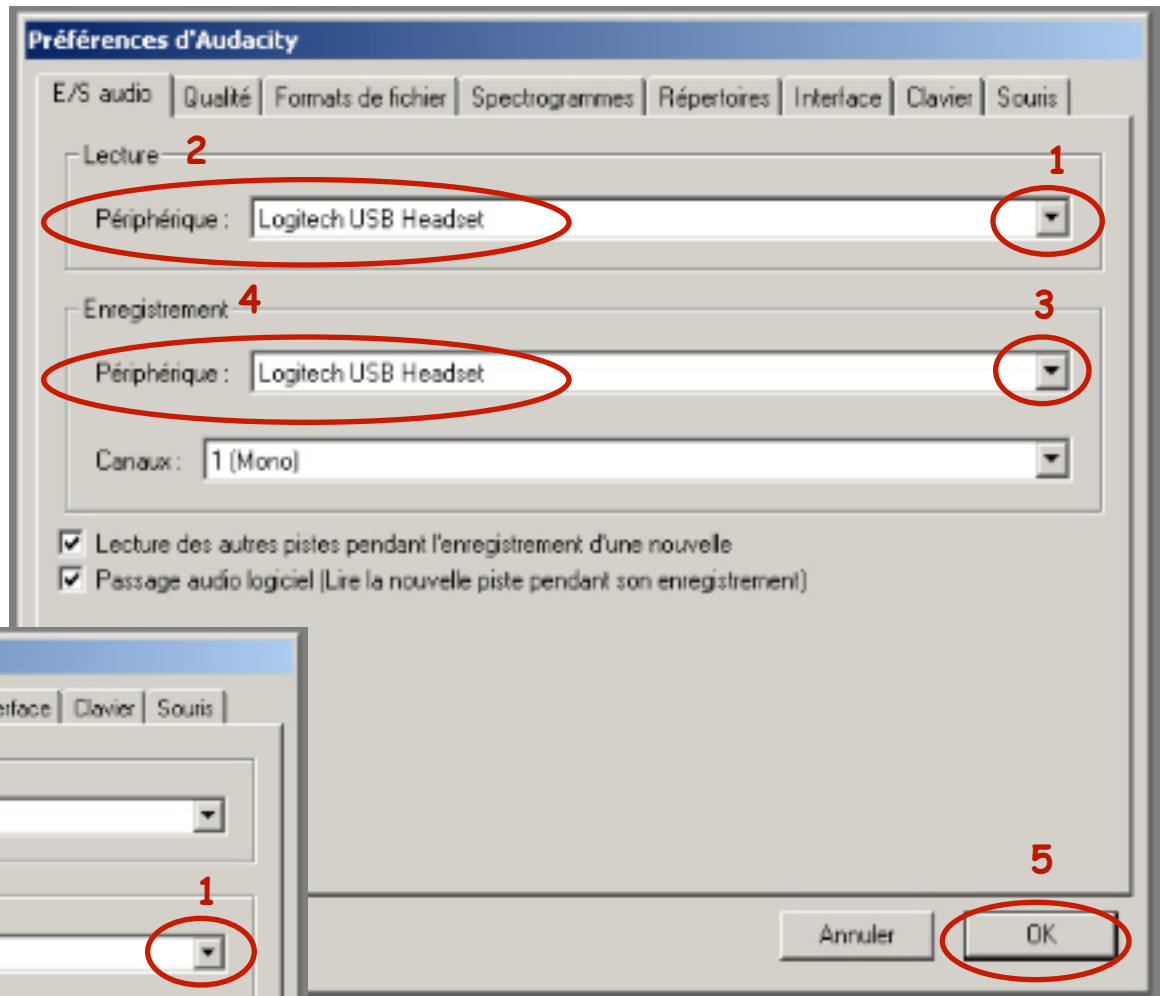 Préférences d'Audacity
E/S audio Qualité Formats de fichier Spectrogrammes Répertoires Interface Clavier Souris
Lecture 2 1
Périphérique : Logitech USB Headset
Enregistrement 4 3
Périphérique : Logitech USB Headset
Canaux : 1 (Mono)
Lecture des autres pistes pendant l'enregistrement d'une nouvelle
Passage audio logiciel (Lire la nouvelle piste pendant son enregistrement)
erface Clavier Souris
1
5
Annuler OK